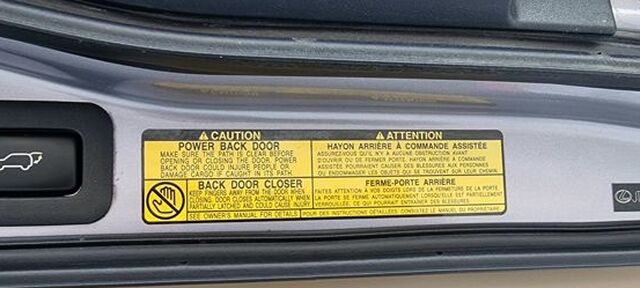 CAUTION
POWER BACK DOOR
MAKE SURE THE PATH IS CLEAR BEFORE
OPENING OR CLOSING THE DOOR. POWER
BACK DOOR COULD INJURE PEOPLE OR
DAMAGE CARGO IF CAUGHT IN ITS PATH.
BACK DOOR CLOSER
KEEP FINGERS AWAY FROM THE DOOR WHEN
CLOSING. DOOR CLOSES AUTOMATICALLY WHEN
PARTIALLY LATCHED AND COULD CAUSE INJURY
SEE OWNER'S MANUAL FOR DETAILS
ATTENTION
HAYON ARRIÈRE À COMMANDE ASSISTÉE
ASSUREZ-VOUS QU'IL N'Y A AUCUNE OBSTRUCTION AVANT
D'OUVRIR OU DE FERMER PORTE. HAYON ARRIÈRE À COMMANDE
ASSISTÉE POURRAIENT CAUSER DES BLESSURES AUX PERSONNES
OU ENDOMMAGER LES OBJETS QUI SE TROUVENT SUR LEUR CHEMIN.
FERME-PORTE ARRIÈRE
FAITES ATTENTION À VOS DOIGTS LORS DE LA FERMETURE DE LA PORTE.
LA PORTE SE FERME AUTOMATIQUEMENT LORSQU'ELLE EST PARTIELLEMENT
VERROUILLÉE, CE QUI POURRAIT ENTRAÎNER DES BLESSURES
POUR DES INSTRUCTIONS DÉTAILLÉES, CONSULTEZ LE MANUEL DU PROPRIÉTAIRE